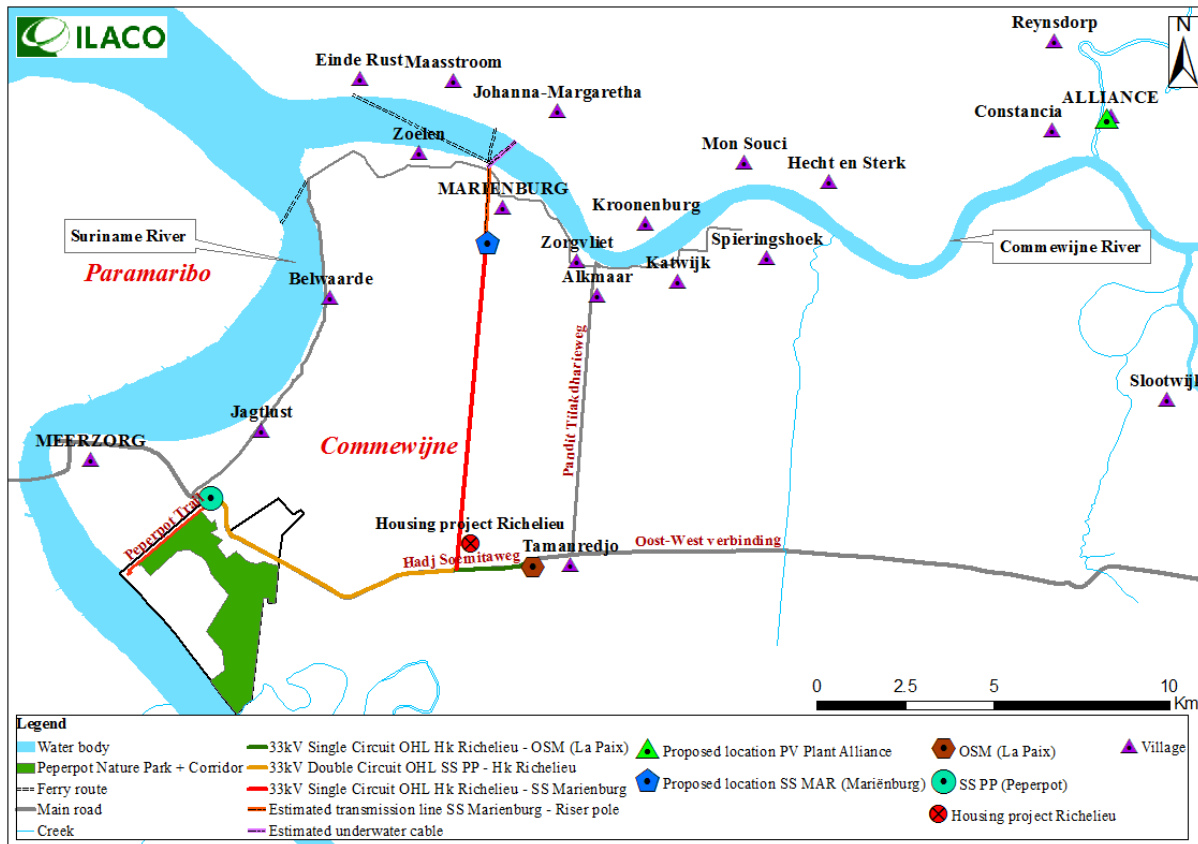 ILACO
Reynsdorp
N
Einde Rust
Maasstroom
Johanna-Margaretha
ALLIANCE
Constancia
Zoelen
Mon Souci
Hecht en Sterk
MARIENBURG
Kroonenburg
Suriname River
Zorgvliet
Spieringshoek
Commewijne River
Paramaribo
Katwijk
Belwaarde
Alkmaar
Pandit Tilakdharieweg
Slootwijk
Jagtlust
MEERZORG
Commewijne
Peperpot Trail
Housing project Richelieu
Tamanredjo
Oost-West verbinding
Hadj Soemitaweg
0 2.5 5 10
Km
Legend
Water body
Peperpot Nature Park + Corridor
Ferry route
Main road
Creek
33kV Single Circuit OHL Hk Richelieu - OSM (La Paix)
33kV Double Circuit OHL SS PP - Hk Richelieu
33kV Single Circuit OHL Hk Richelieu - SS Marienburg
Estimated transmission line SS Marienburg - Riser pole
Estimated underwater cable
Proposed location PV Plant Alliance
Proposed location SS MAR (Mariënburg)
OSM (La Paix)
SS PP (Peperpot)
Housing project Richelieu
Village